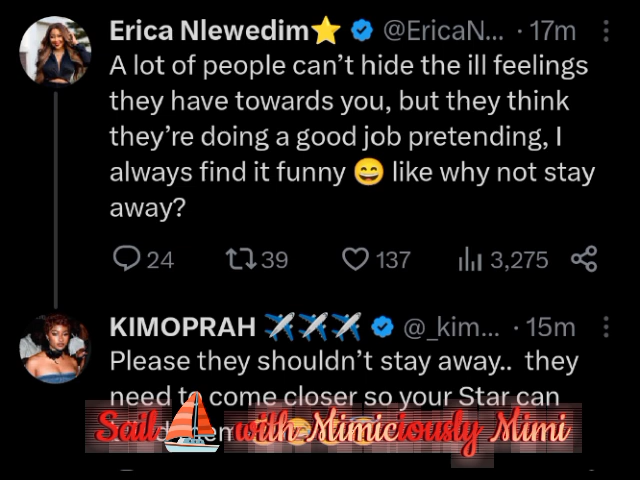 Erica Nlewedim⭐ @EricaN... · 17m
A lot of people can't hide the ill feelings
they have towards you, but they think
they're doing a good job pretending, I
always find it funny 😄 like why not stay
away?
24 39 137 3,275
KIMOPRAH ✈️✈️✈️ @_kim... · 15m
Please they shouldn't stay away.. they
need to come closer so your Star can
Sail⛵with Mimiciously Mimi